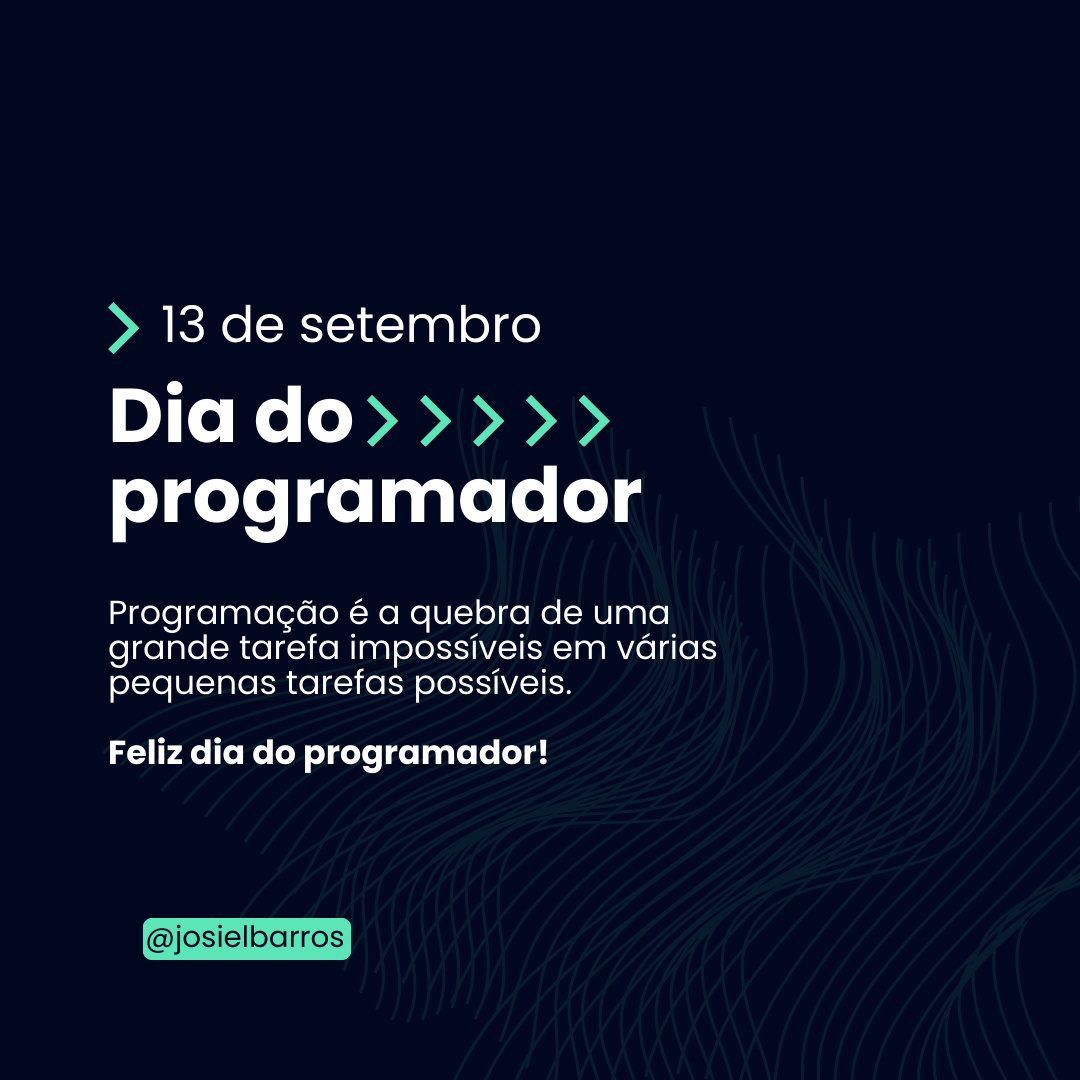 13 de setembro
Dia do
programador
Programação é a quebra de uma
grande tarefa impossíveis em várias
pequenas tarefas possíveis.
Feliz dia do programador!
@josielbarros